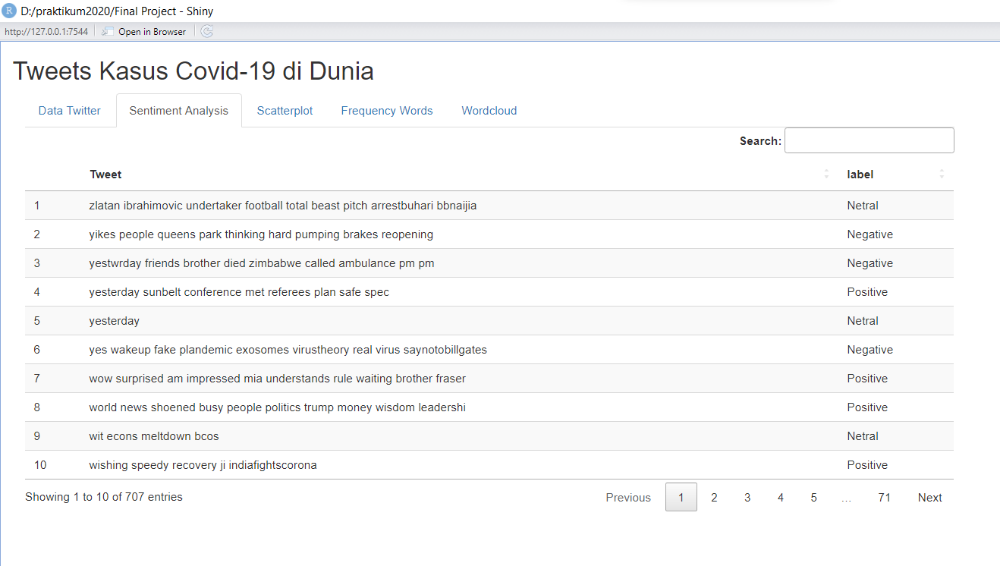 R D:/praktikum2020/Final Project - Shiny
http://127.0.0.1:7544 Open in Browser
Tweets Kasus Covid-19 di Dunia
Data Twitter Sentiment Analysis Scatterplot Frequency Words Wordcloud
Search:
Tweet label
1 zlatan ibrahimovic undertaker football total beast pitch arrestbuhari bbnaijia Netral
2 yikes people queens park thinking hard pumping brakes reopening Negative
3 yestwrday friends brother died zimbabwe called ambulance pm pm Negative
4 yesterday sunbelt conference met referees plan safe spec Positive
5 yesterday Netral
6 yes wakeup fake plandemic exosomes virustheory real virus saynotobillgates Negative
7 wow surprised am impressed mia understands rule waiting brother fraser Positive
8 world news shoened busy people politics trump money wisdom leadershi Positive
9 wit econs meltdown bcos Netral
10 wishing speedy recovery ji indiafightscorona Positive
Showing 1 to 10 of 707 entries Previous 1 2 3 4 5 … 71 Next